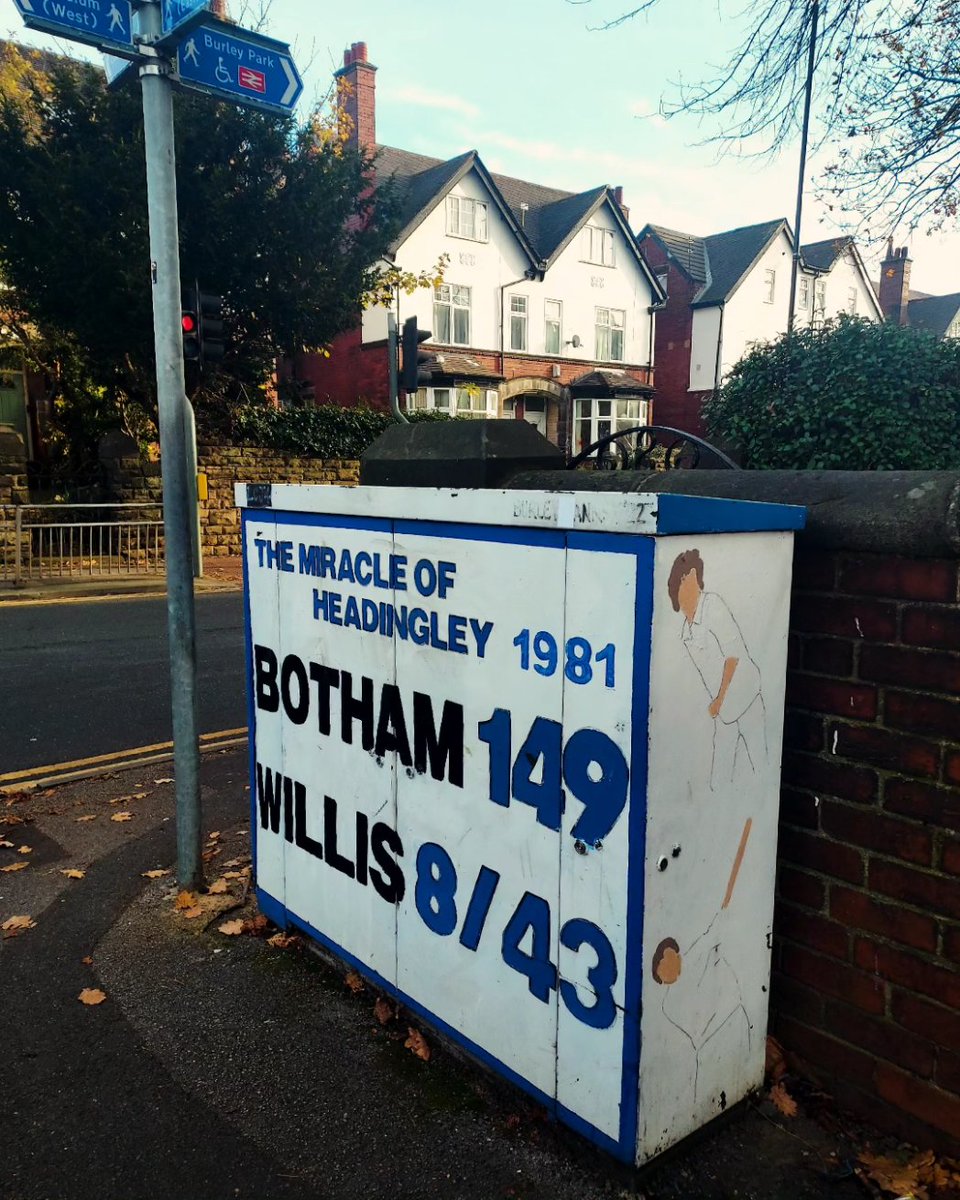 (West)
Burley Park
THE MIRACLE OF
HEADINGLEY 1981
BOTHAM 149
WILLIS 8/43